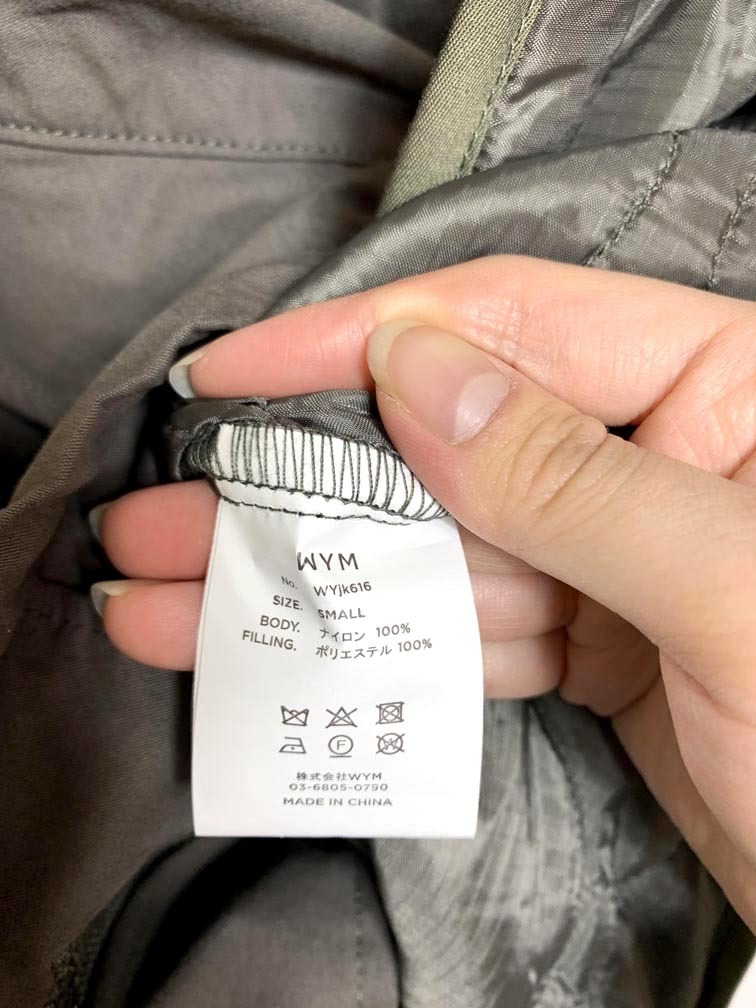 WYM
No. WYjk616
SIZE. SMALL
BODY. ナイロン 100%
FILLING. ポリエステル 100%
F
W
株式会社WYM
03-6805-0790
MADE IN CHINA